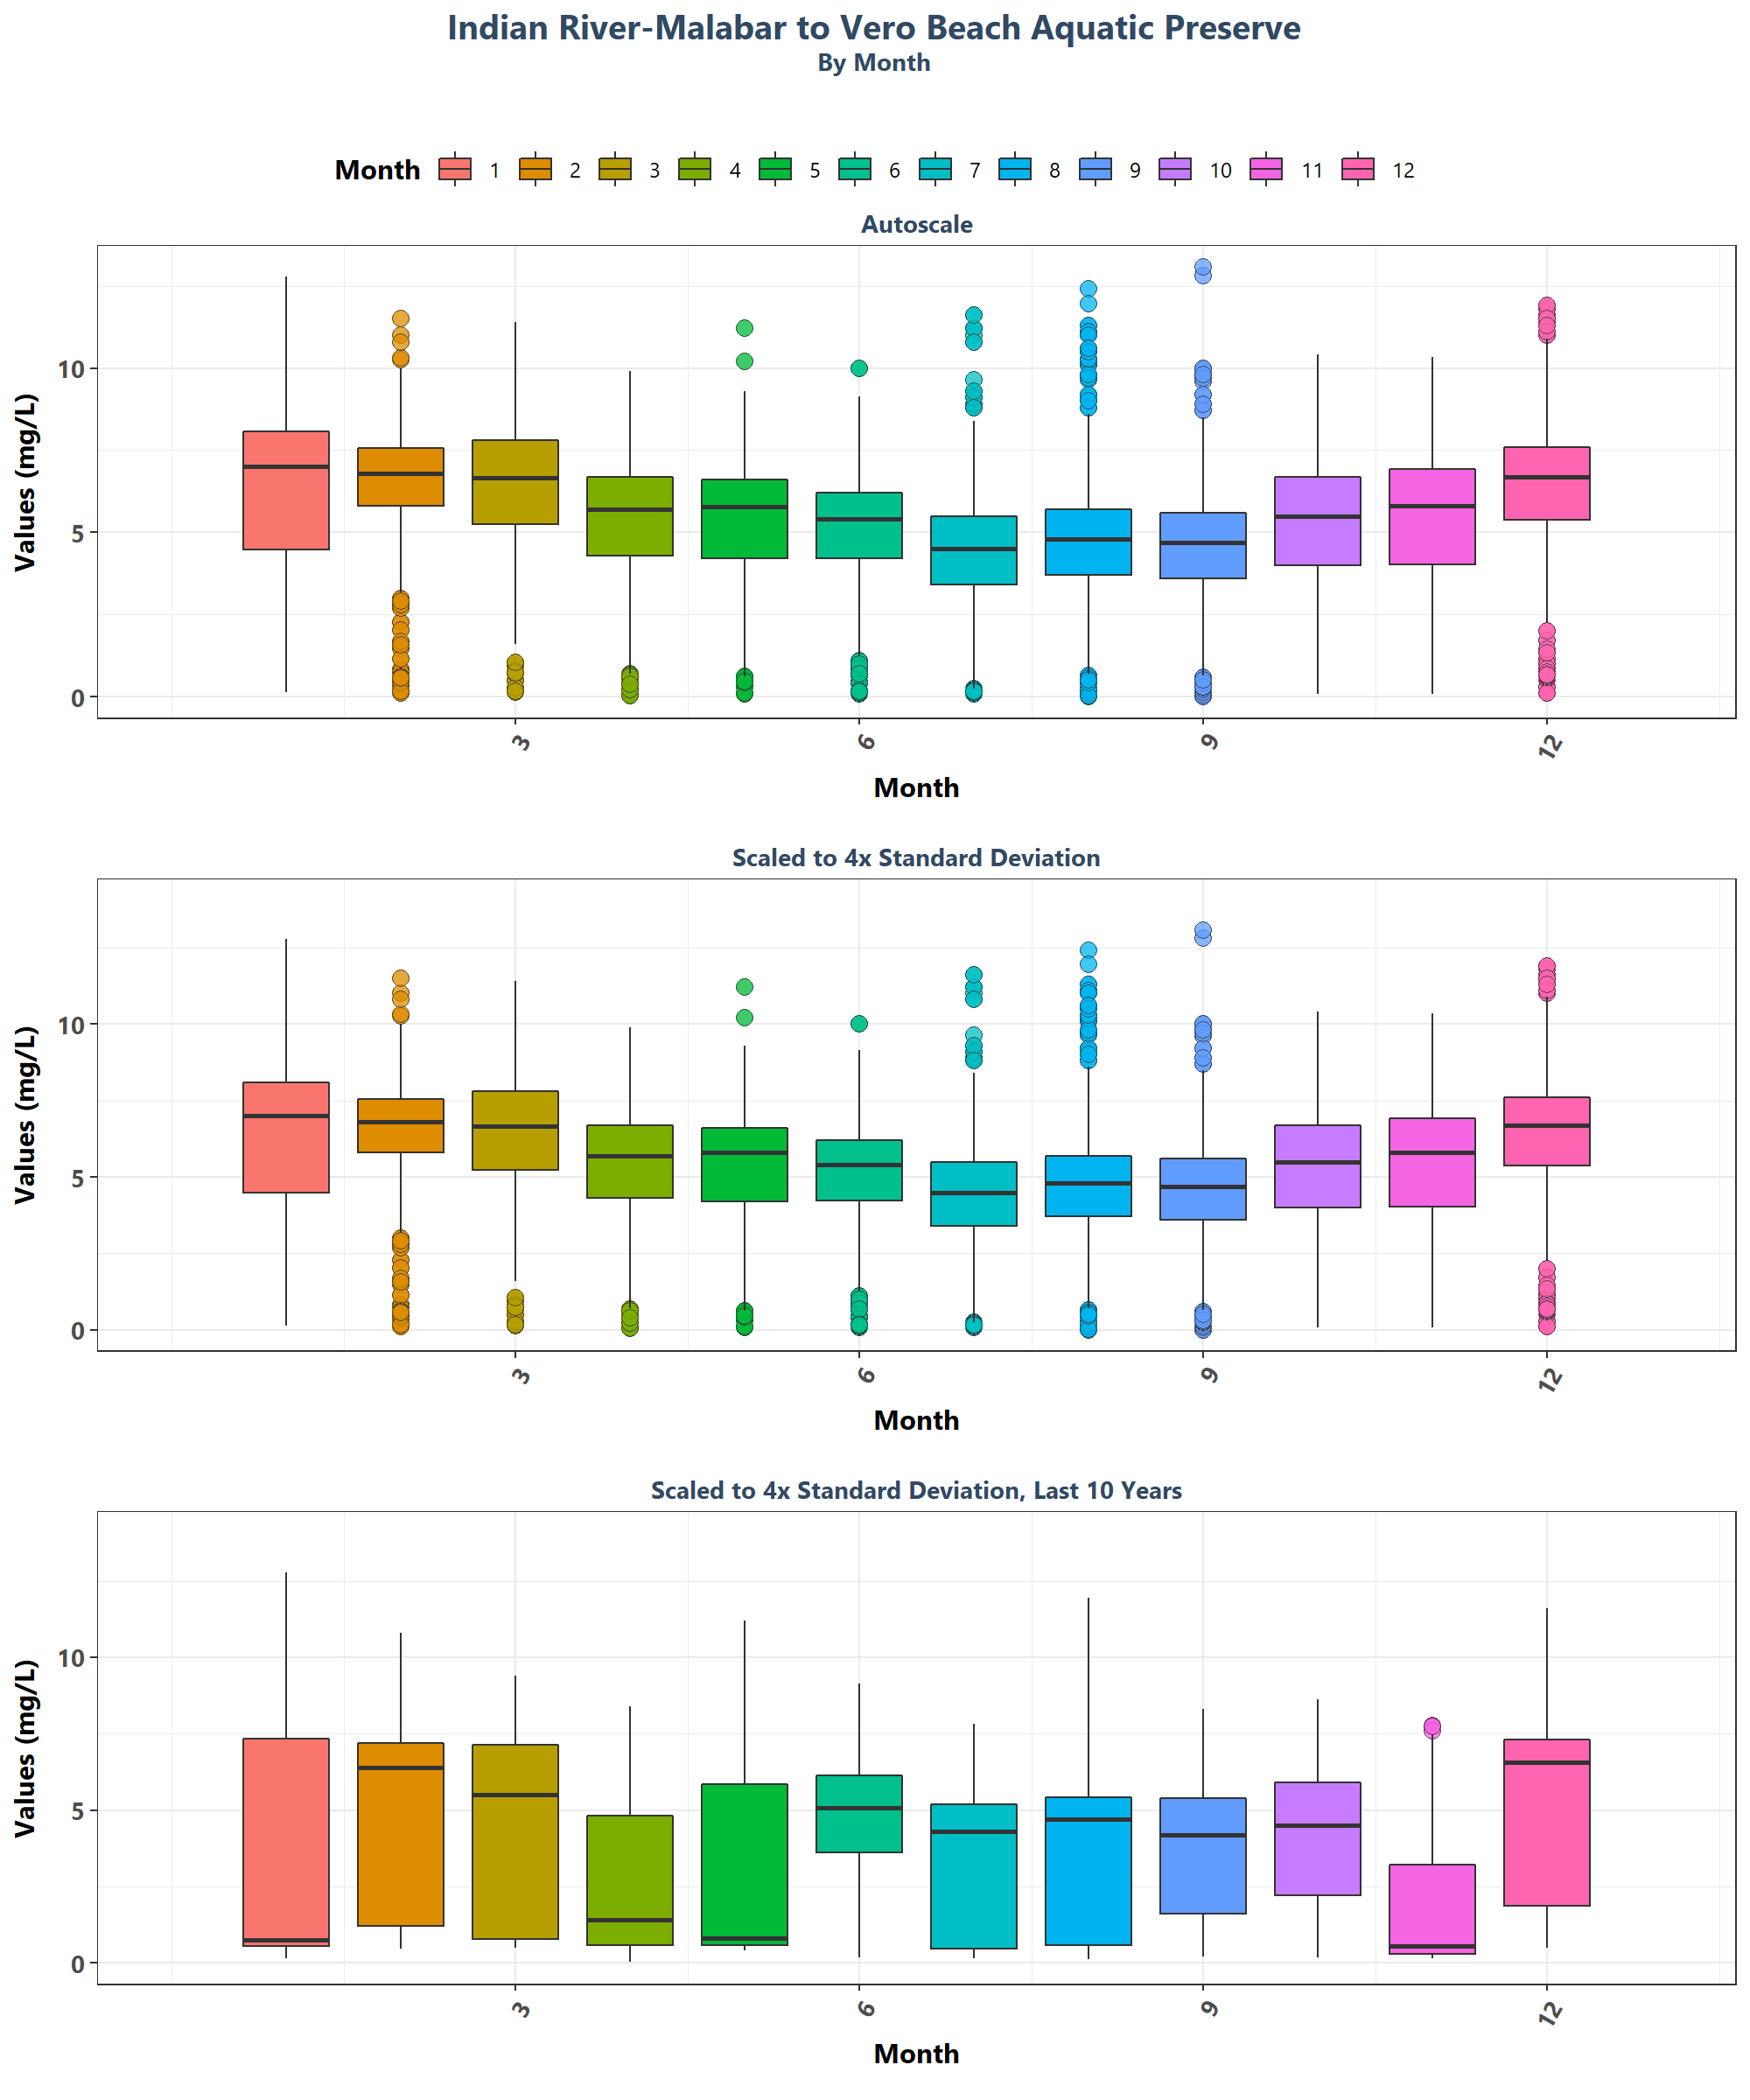 Indian River-Malabar to Vero Beach Aquatic Preserve
By Month
Month 1 2 3 4 5 6 7 8 9 10 11 12
Autoscale
Values (mg/L)
10
5
0
3 6 9 12
Month
Scaled to 4x Standard Deviation
Values (mg/L)
10
5
0
3 6 9 12
Month
Scaled to 4x Standard Deviation, Last 10 Years
Values (mg/L)
10
5
0
3 6 9 12
Month